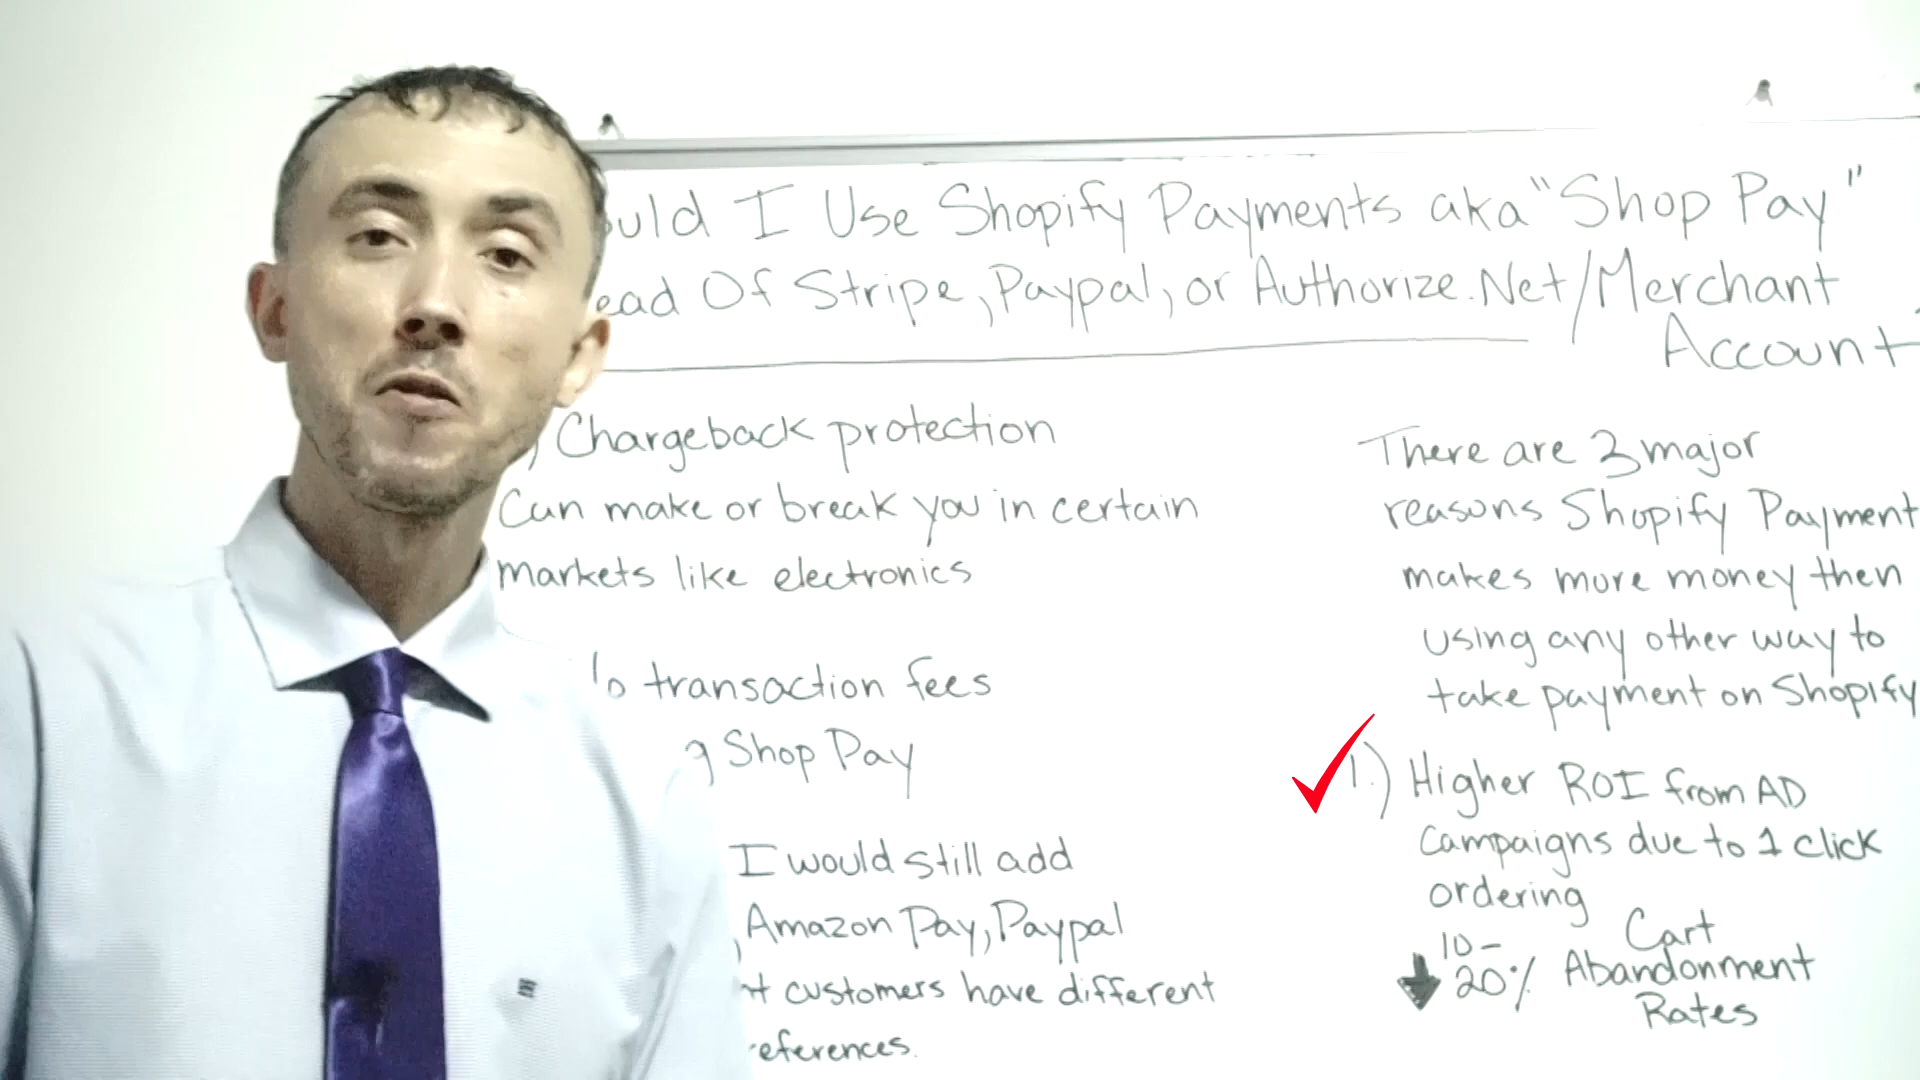 I Use Shopify Payments aka "Shop Pay"
Of Stripe, Paypal, or Authorize.Net/Merchant
Account
Chargeback protection
Can make or break you in certain
markets like electronics
transaction fees
Shop Pay
I would still add
Amazon Pay, Paypal
customers have different
There are 3 major
reasons Shopify Payment
makes more money then
using any other way to
take payment on Shopify
1.) Higher ROI from AD
Campaigns due to 1 click
ordering
10-
20% Cart
Abandonment
Rates